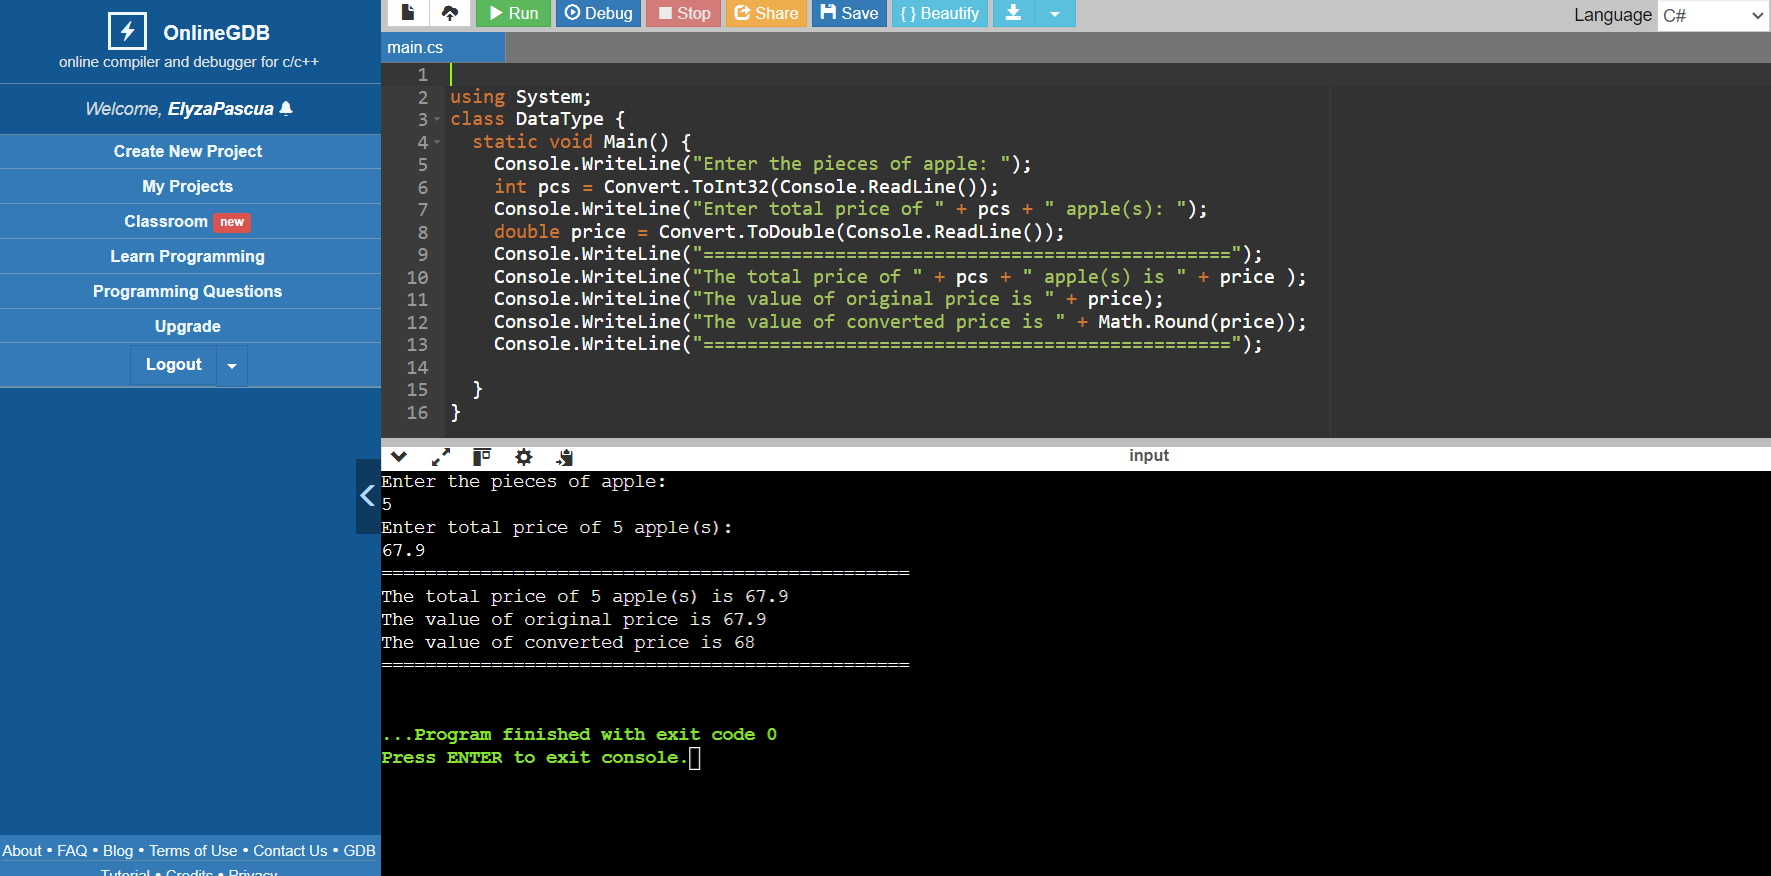 OnlineGDB
online compiler and debugger for c/c++
Welcome, ElyzaPascua
Create New Project
My Projects
Classroom new
Learn Programming
Programming Questions
Upgrade
Logout
About • FAQ • Blog • Terms of Use • Contact Us • GDB
Tutorial • Credits • Privacy
Run Debug Stop Share Save { } Beautify Language C#
main.cs
1
2 using System;
3 class DataType {
4 static void Main() {
5 Console.WriteLine("Enter the pieces of apple: ");
6 int pcs = Convert.ToInt32(Console.ReadLine());
7 Console.WriteLine("Enter total price of " + pcs + " apple(s): ");
8 double price = Convert.ToDouble(Console.ReadLine());
9 Console.WriteLine("================================================");
10 Console.WriteLine("The total price of " + pcs + " apple(s) is " + price );
11 Console.WriteLine("The value of original price is " + price);
12 Console.WriteLine("The value of converted price is " + Math.Round(price));
13 Console.WriteLine("================================================");
14
15 }
16 }
input
Enter the pieces of apple:
5
Enter total price of 5 apple(s):
67.9
================================================
The total price of 5 apple(s) is 67.9
The value of original price is 67.9
The value of converted price is 68
================================================
...Program finished with exit code 0
Press ENTER to exit console.